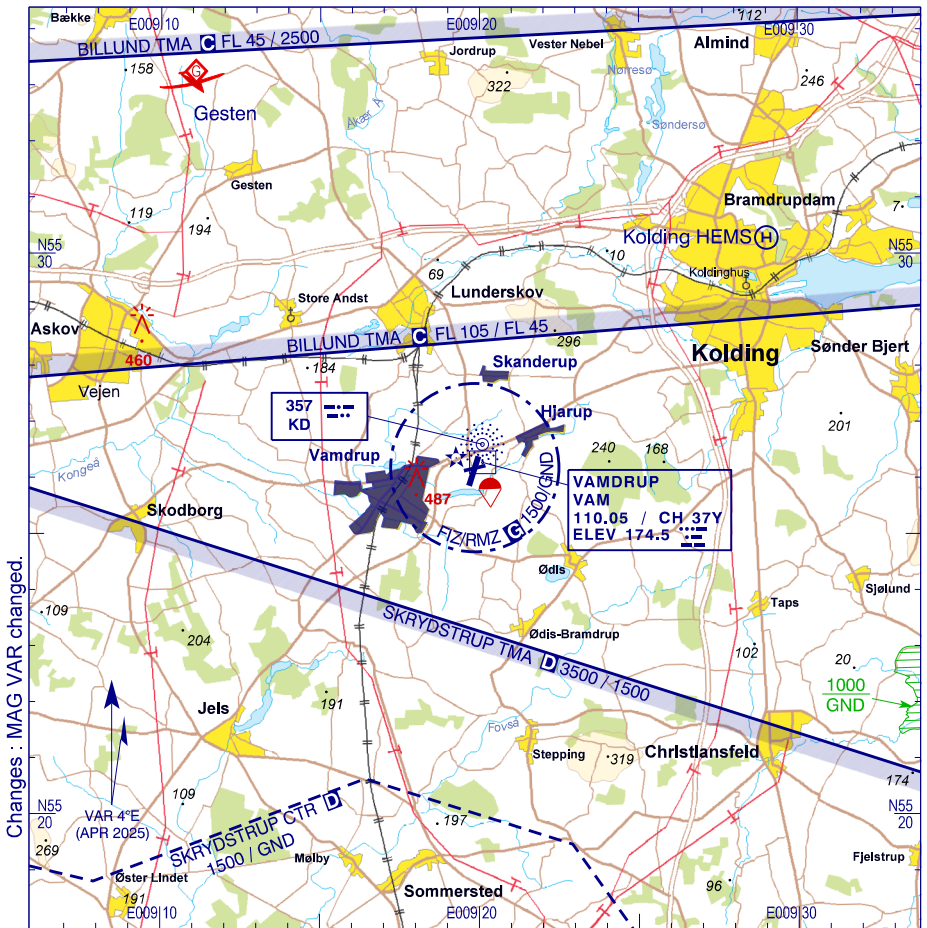 Bække
E009 10
E009 20
E009 30
112
BILLUND TMA C FL 45 / 2500
Jordrup
Vester Nebel
Almind
158
G
Gesten
322
Nørresø
246
Åkær Å
Søndersø
Gesten
119
194
Bramdrupdam
7
Kolding HEMS H
N55
30
10
N55
30
69
Koldinghus
Store Andst
Lunderskov
Askov
460
BILLUND TMA C FL 105 / FL 45
296
Kolding
Sønder Bjert
184
Skanderup
Vejen
357
KD
Hjarup
201
Vamdrup
240
168
Kongeå
487
VAMDRUP
VAM
110.05 / CH 37Y
ELEV 174.5
FIZ/RMZ G 1500/GND
Skodborg
Ødis
Sjølund
Taps
109
204
SKRYDSTRUP TMA D 3500 / 1500
Ødis-Bramdrup
102
20
1000
GND
191
Jels
Fovså
Stepping
319
Christiansfeld
174
109
VAR 4°E
(APR 2025)
N55
20
N55
20
197
269
SKRYDSTRUP CTR D
1500 / GND
Mølby
Fjelstrup
Øster Lindet
191
Sommersted
96
E009 10
E009 20
E009 30
Changes : MAG VAR changed.